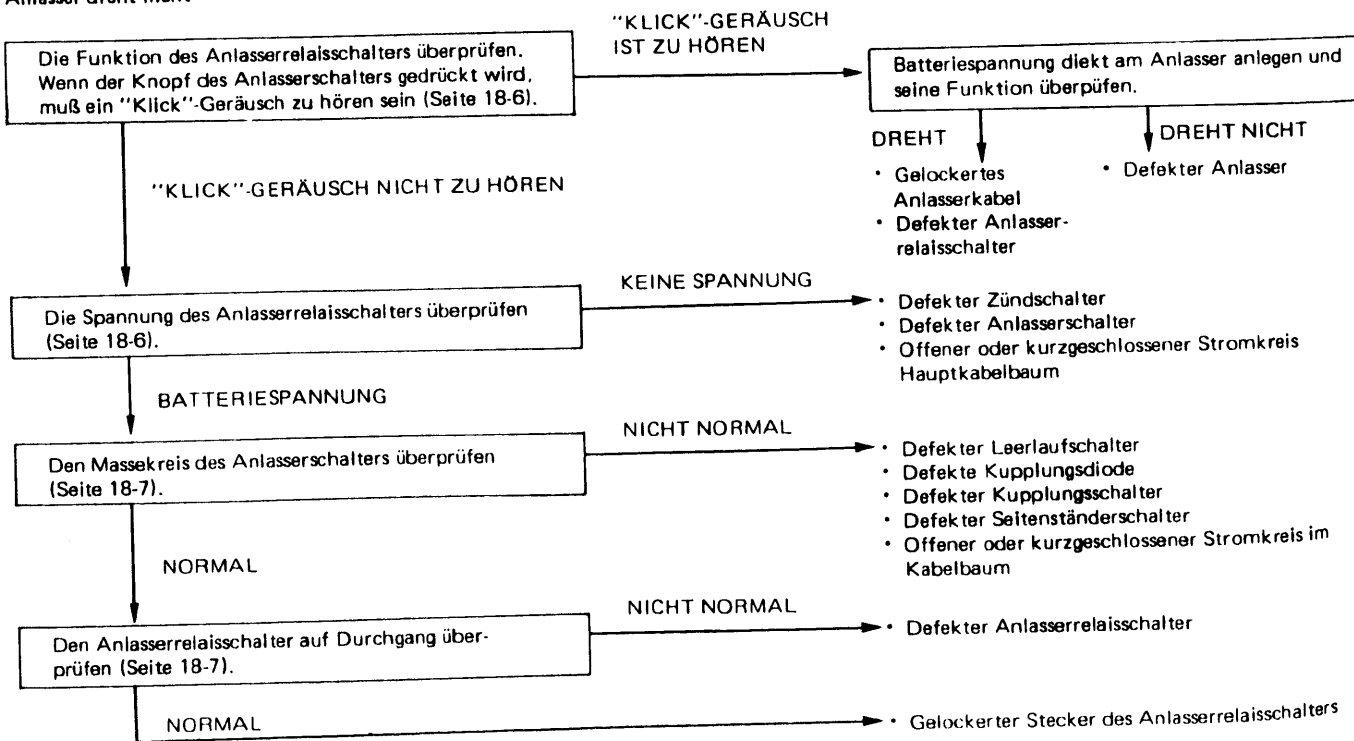 Anlasser dreht nicht
"KLICK"-GERÄUSCH
IST ZU HÖREN
Die Funktion des Anlasserrelaisschalters überprüfen.
Wenn der Knopf des Anlasserschalters gedrückt wird,
muß ein "Klick"-Geräusch zu hören sein (Seite 18-6).
Batteriespannung diekt am Anlasser anlegen und
seine Funktion überpüfen.
DREHT
DREHT NICHT
• Gelockertes
Anlasserkabel
• Defekter Anlasser-
relaisschalter
• Defekter Anlasser
"KLICK"-GERÄUSCH NICHT ZU HÖREN
KEINE SPANNUNG
Die Spannung des Anlasserrelaisschalters überprüfen
(Seite 18-6).
• Defekter Zündschalter
• Defekter Anlasserschalter
• Offener oder kurzgeschlossener Stromkreis
Hauptkabelbaum
BATTERIESPANNUNG
NICHT NORMAL
Den Massekreis des Anlasserschalters überprüfen
(Seite 18-7).
• Defekter Leerlaufschalter
• Defekte Kupplungsdiode
• Defekter Kupplungsschalter
• Defekter Seitenständerschalter
• Offener oder kurzgeschlossener Stromkreis im
Kabelbaum
NORMAL
NICHT NORMAL
Den Anlasserrelaisschalter auf Durchgang über-
prüfen (Seite 18-7).
• Defekter Anlasserrelaisschalter
NORMAL
• Gelockerter Stecker des Anlasserrelaisschalters